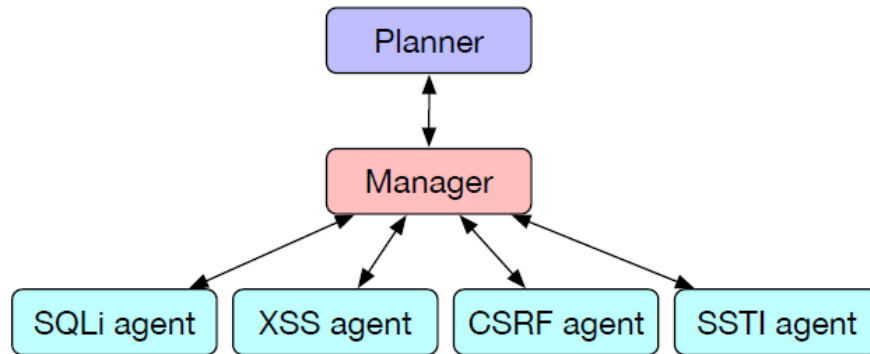 Planner
Manager
SQLi agent
XSS agent
CSRF agent
SSTI agent